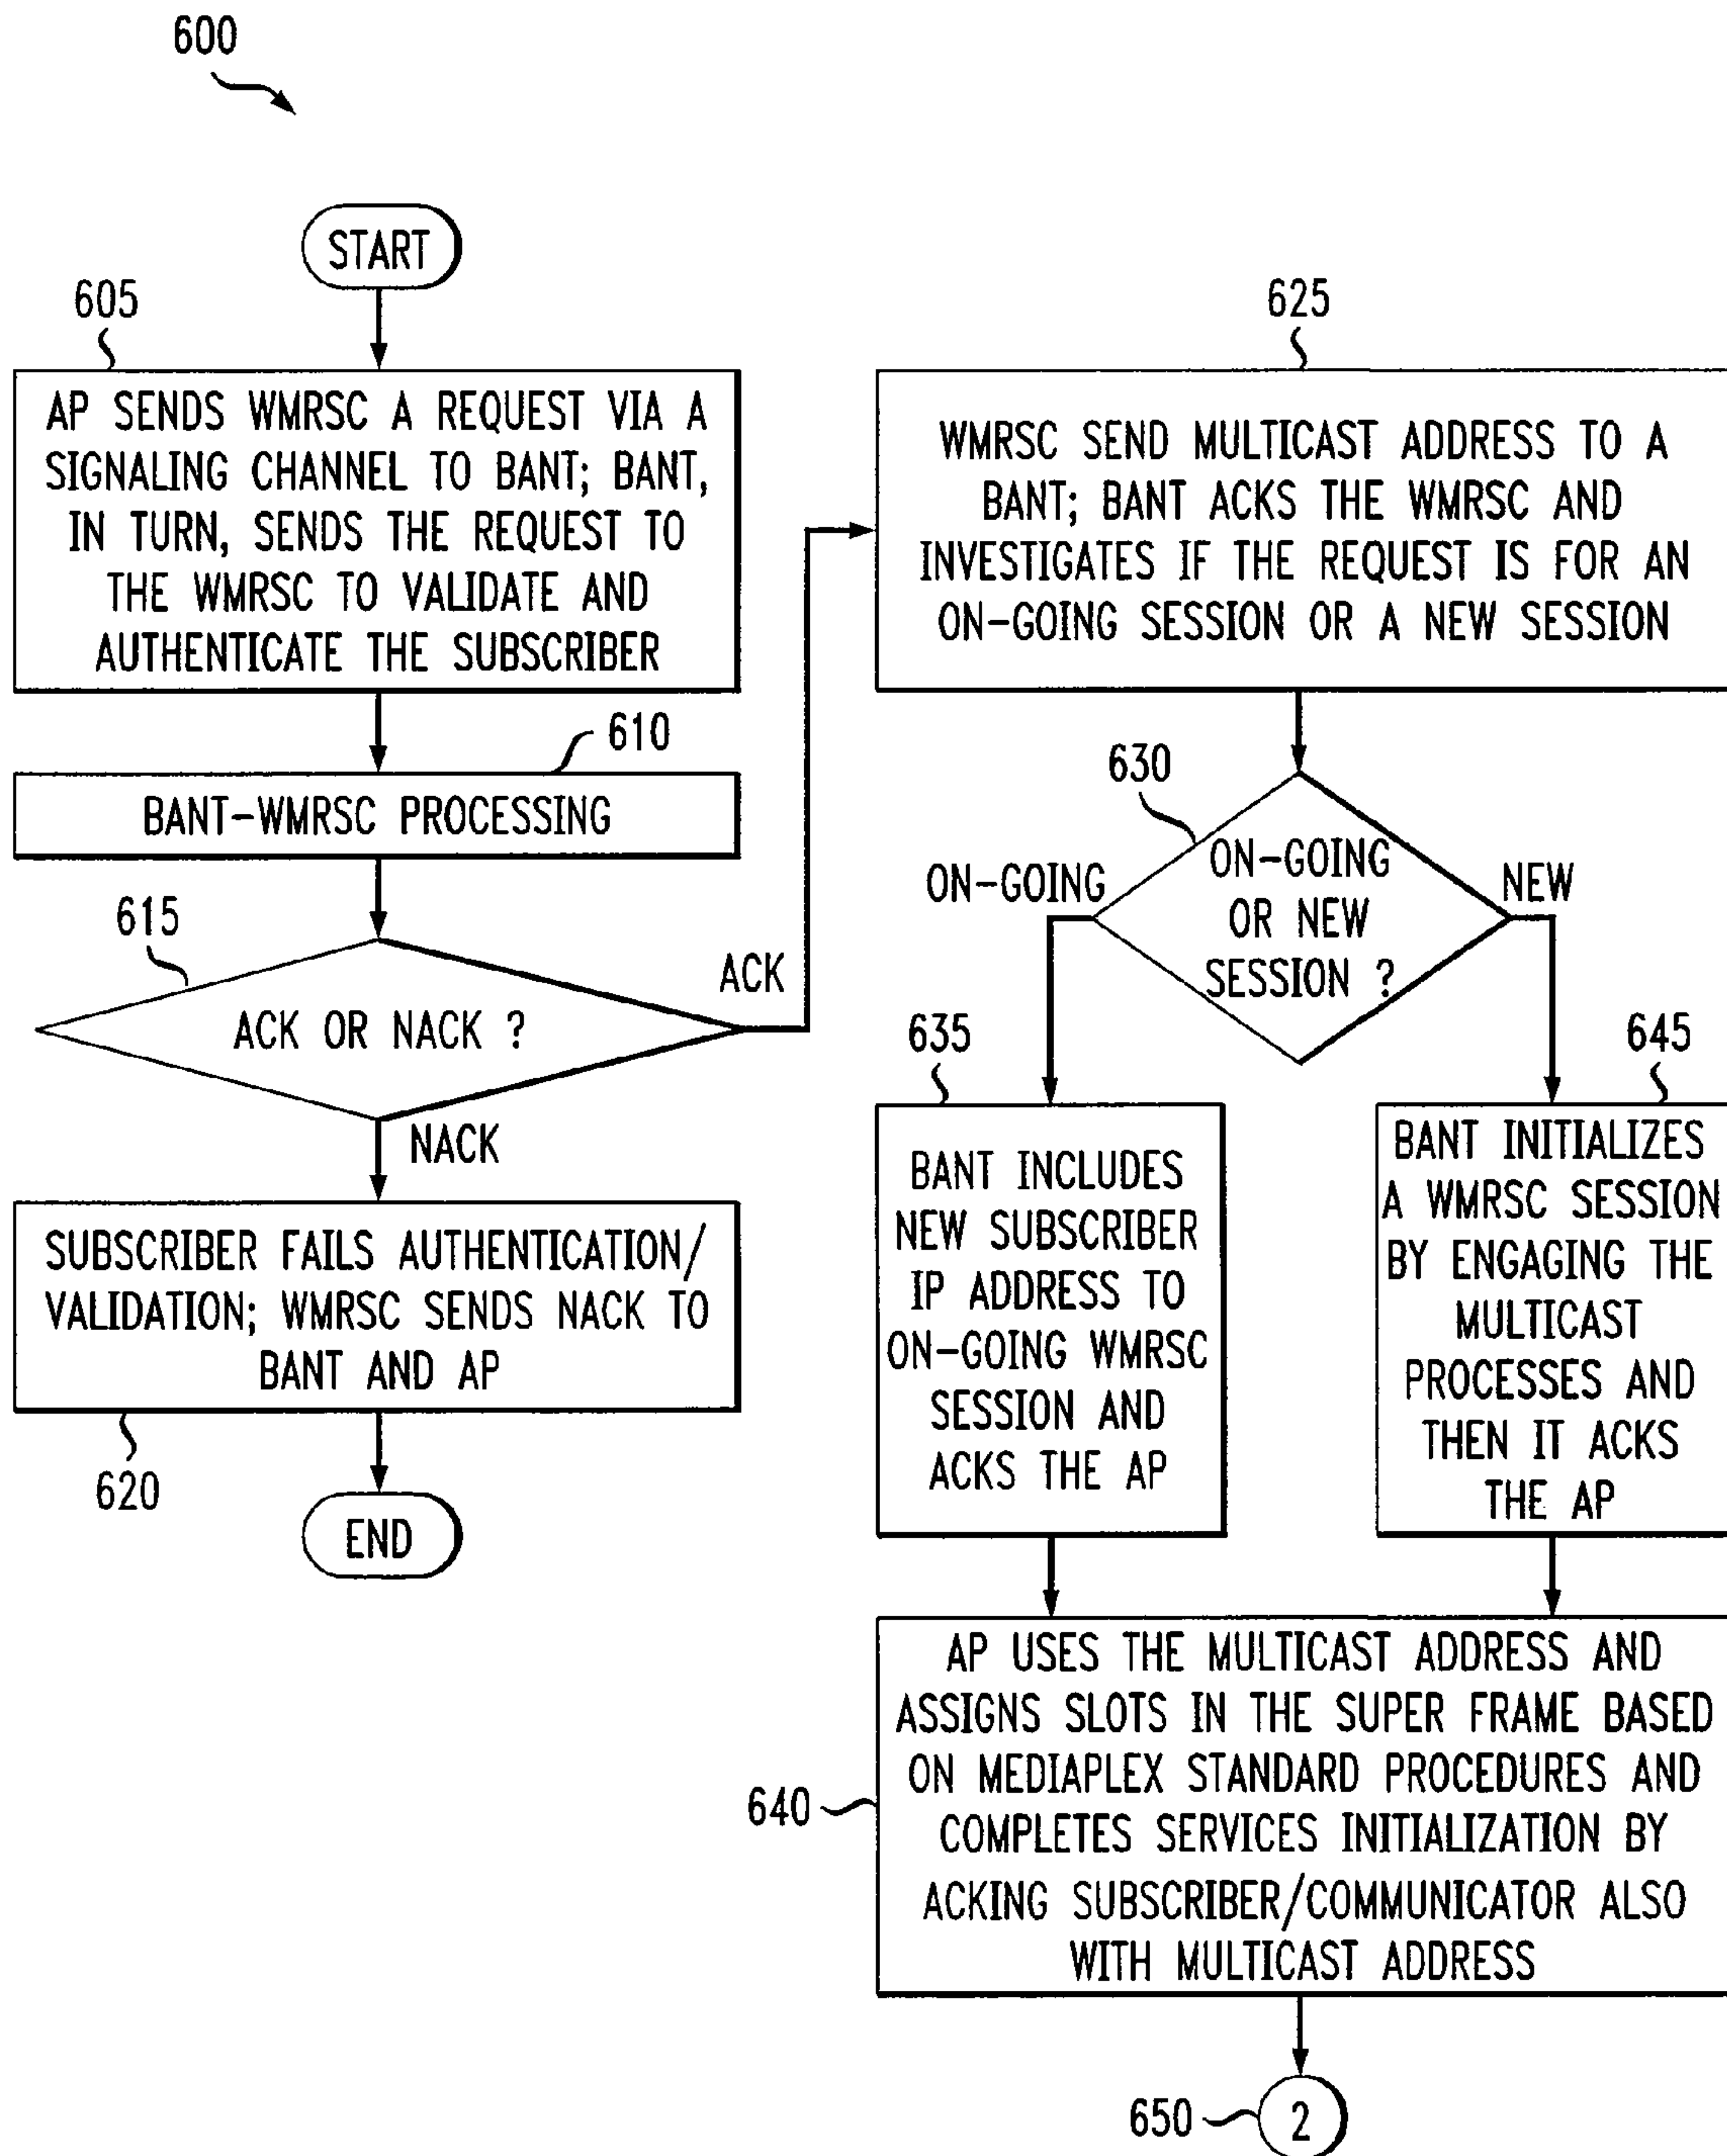 600
START
605
AP SENDS WMRSC A REQUEST VIA A
SIGNALING CHANNEL TO BANT; BANT,
IN TURN, SENDS THE REQUEST TO
THE WMRSC TO VALIDATE AND
AUTHENTICATE THE SUBSCRIBER
610
BANT-WMRSC PROCESSING
615
ACK OR NACK ?
ACK
NACK
SUBSCRIBER FAILS AUTHENTICATION/
VALIDATION; WMRSC SENDS NACK TO
BANT AND AP
620
END
625
WMRSC SEND MULTICAST ADDRESS TO A
BANT; BANT ACKS THE WMRSC AND
INVESTIGATES IF THE REQUEST IS FOR AN
ON-GOING SESSION OR A NEW SESSION
630
ON-GOING
OR NEW
SESSION ?
ON-GOING
NEW
635
BANT INCLUDES
NEW SUBSCRIBER
IP ADDRESS TO
ON-GOING WMRSC
SESSION AND
ACKS THE AP
645
BANT INITIALIZES
A WMRSC SESSION
BY ENGAGING THE
MULTICAST
PROCESSES AND
THEN IT ACKS
THE AP
640
AP USES THE MULTICAST ADDRESS AND
ASSIGNS SLOTS IN THE SUPER FRAME BASED
ON MEDIAPLEX STANDARD PROCEDURES AND
COMPLETES SERVICES INITIALIZATION BY
ACKING SUBSCRIBER/COMMUNICATOR ALSO
WITH MULTICAST ADDRESS
650
2